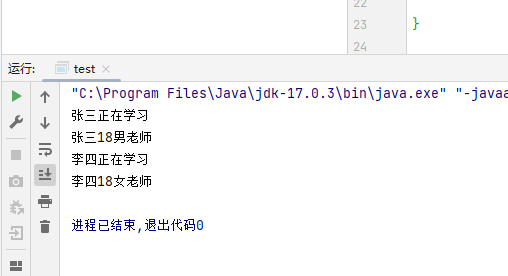 22
23 }
24
运行: test
"C:\Program Files\Java\jdk-17.0.3\bin\java.exe" "-javaa
张三正在学习
张三18男老师
李四正在学习
李四18女老师
进程已结束,退出代码0